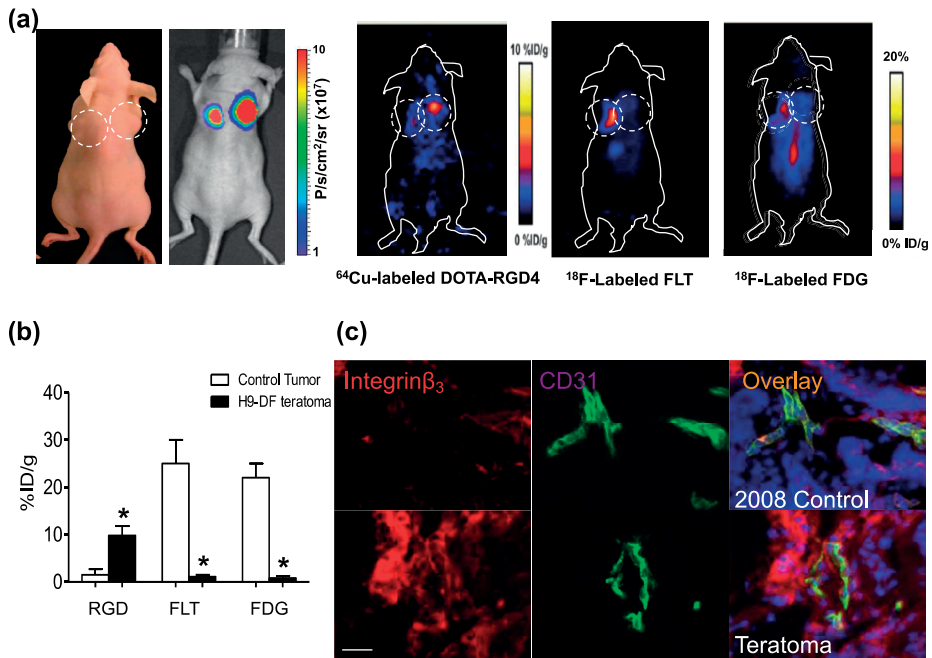 (a)
10
P/s/cm²/sr (x10⁷)
1
10 %ID/g
0 %ID/g
20%
0% ID/g
⁶⁴Cu-labeled DOTA-RGD4
¹⁸F-Labeled FLT
¹⁸F-Labeled FDG
(b)
Control Tumor
H9-DF teratoma
%ID/g
40
30
20
10
0
*
*
*
RGD
FLT
FDG
(c)
Integrinβ₃
CD31
Overlay
2008 Control
Teratoma